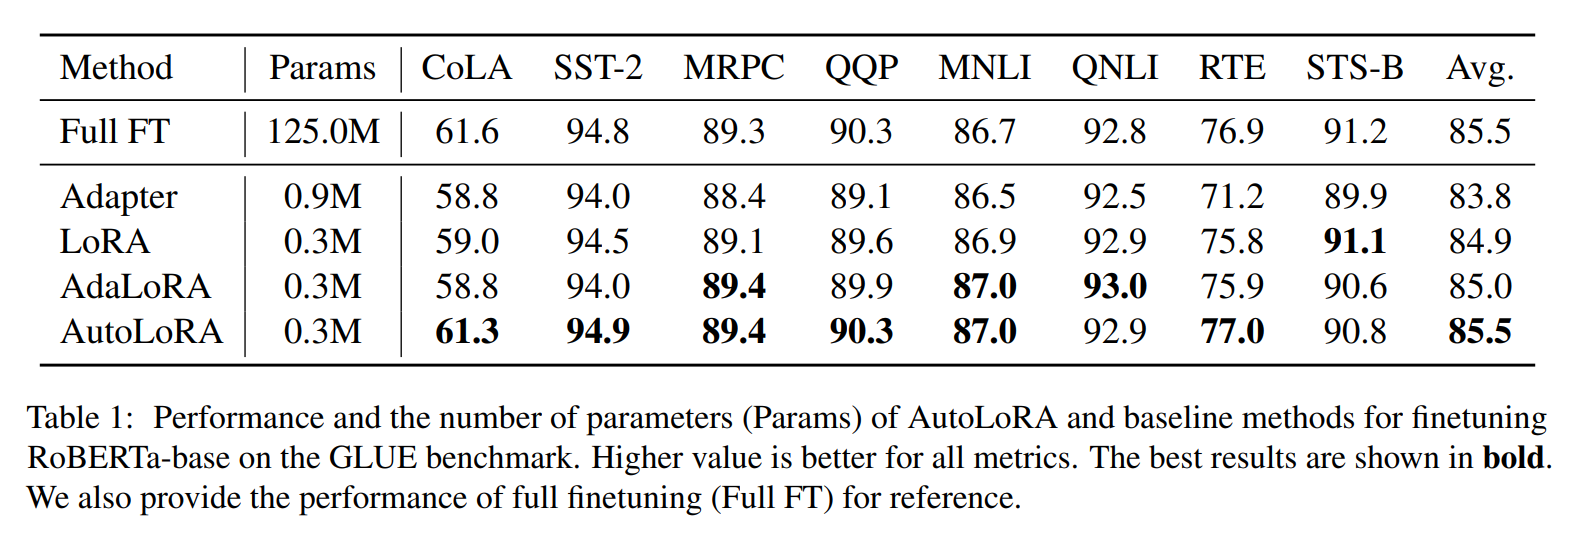 Method Params CoLA SST-2 MRPC QQP MNLI QNLI RTE STS-B Avg.
Full FT 125.0M 61.6 94.8 89.3 90.3 86.7 92.8 76.9 91.2 85.5
Adapter 0.9M 58.8 94.0 88.4 89.1 86.5 92.5 71.2 89.9 83.8
LoRA 0.3M 59.0 94.5 89.1 89.6 86.9 92.9 75.8 91.1 84.9
AdaLoRA 0.3M 58.8 94.0 89.4 89.9 87.0 93.0 75.9 90.6 85.0
AutoLoRA 0.3M 61.3 94.9 89.4 90.3 87.0 92.9 77.0 90.8 85.5
Table 1: Performance and the number of parameters (Params) of AutoLoRA and baseline methods for finetuning
RoBERTa-base on the GLUE benchmark. Higher value is better for all metrics. The best results are shown in bold.
We also provide the performance of full finetuning (Full FT) for reference.